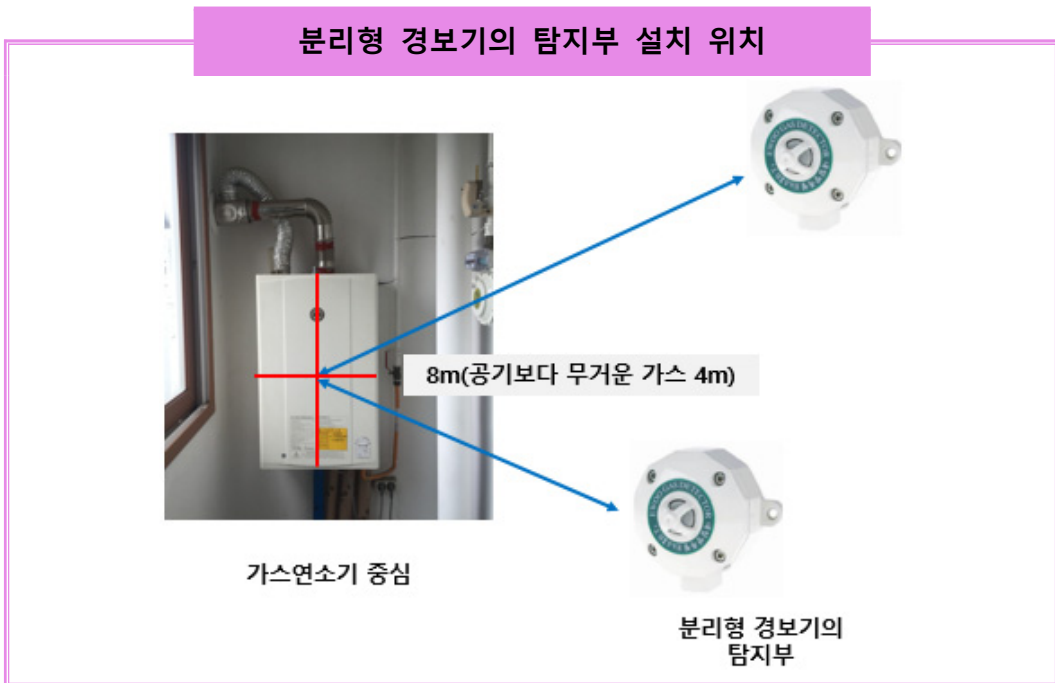 분리형 경보기의 탐지부 설치 위치
8m(공기보다 무거운 가스 4m)
가스연소기 중심
분리형 경보기의
탐지부